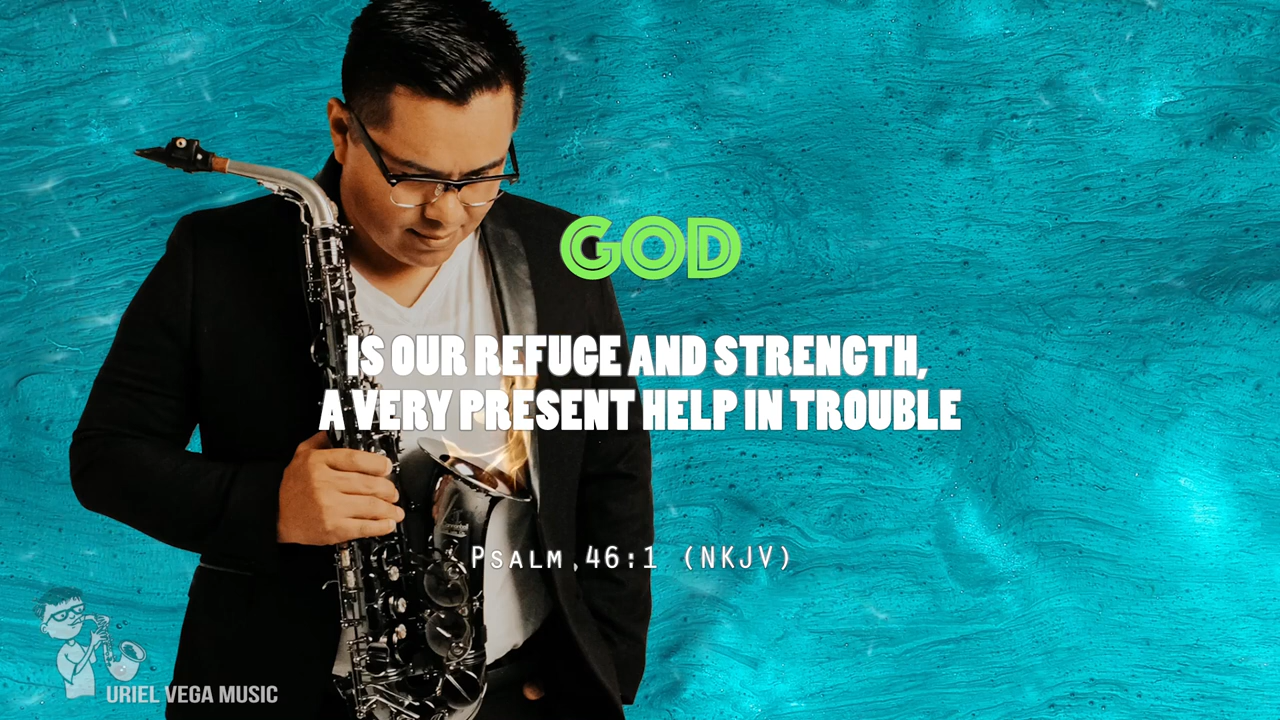 GOD
IS OUR REFUGE AND STRENGTH,
A VERY PRESENT HELP IN TROUBLE
Psalm 46:1 (NKJV)
URIEL VEGA MUSIC